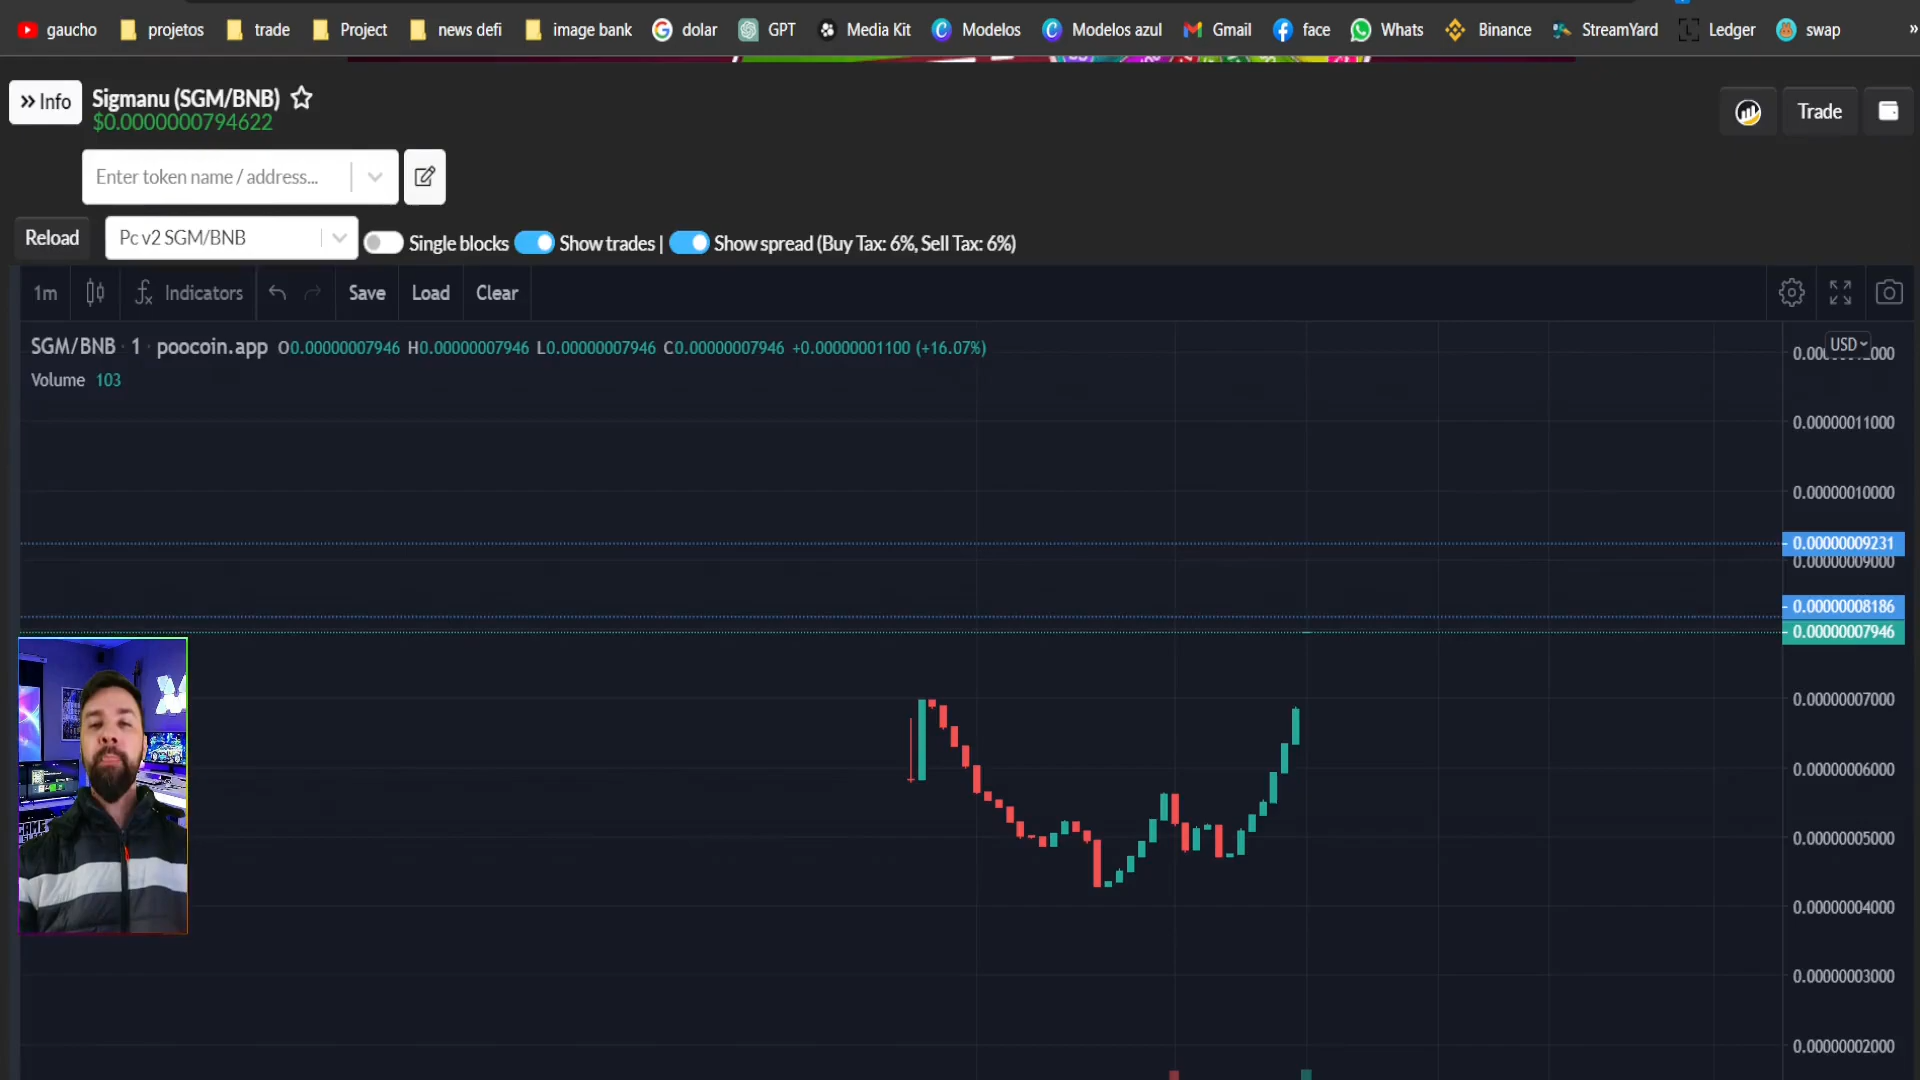 gaucho projetos trade Project news defi image bank dolar GPT Media Kit Modelos Modelos azul Gmail face Whats Binance StreamYard Ledger swap »
» Info Sigmanu (SGM/BNB)
$0.0000000794622
Trade
Enter token name / address...
Reload Pc v2 SGM/BNB Single blocks Show trades | Show spread (Buy Tax: 6%, Sell Tax: 6%)
1m Indicators Save Load Clear
SGM/BNB · 1 · poocoin.app O0.00000007946 H0.00000007946 L0.00000007946 C0.00000007946 +0.00000001100 (+16.07%)
USD
Volume 103
0.00000011000
0.00000010000
0.00000009231
0.00000009000
0.00000008186
0.00000007946
0.00000007000
0.00000006000
0.00000005000
0.00000004000
0.00000003000
0.00000002000